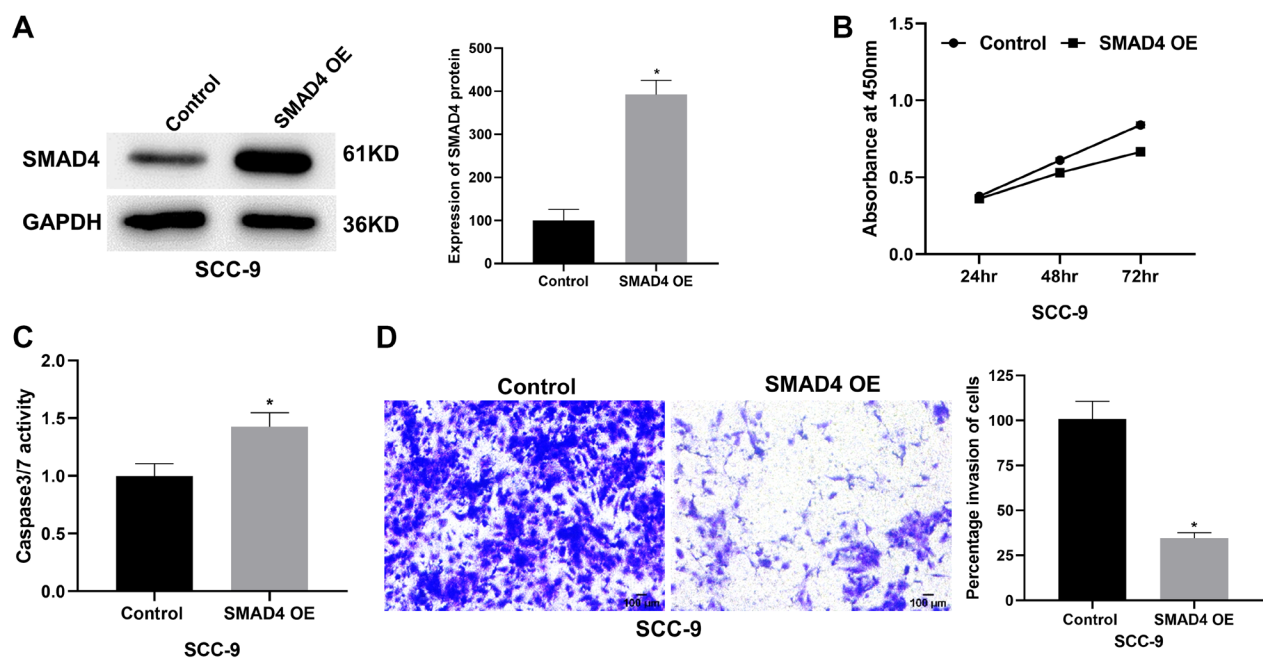 A
Control
SMAD4 OE
SMAD4
61KD
GAPDH
36KD
SCC-9
Expression of SMAD4 protein
500
400
300
200
100
0
*
Control
SMAD4 OE
B
Absorbance at 450nm
1.5
1.0
0.5
0.0
Control
SMAD4 OE
24hr
48hr
72hr
SCC-9
C
Caspase3/7 activity
2.0
1.5
1.0
0.5
0.0
*
Control
SMAD4 OE
SCC-9
D
Control
SMAD4 OE
100 µm
100 µm
SCC-9
Percentage invasion of cells
125
100
75
50
25
0
*
Control
SMAD4 OE
SCC-9